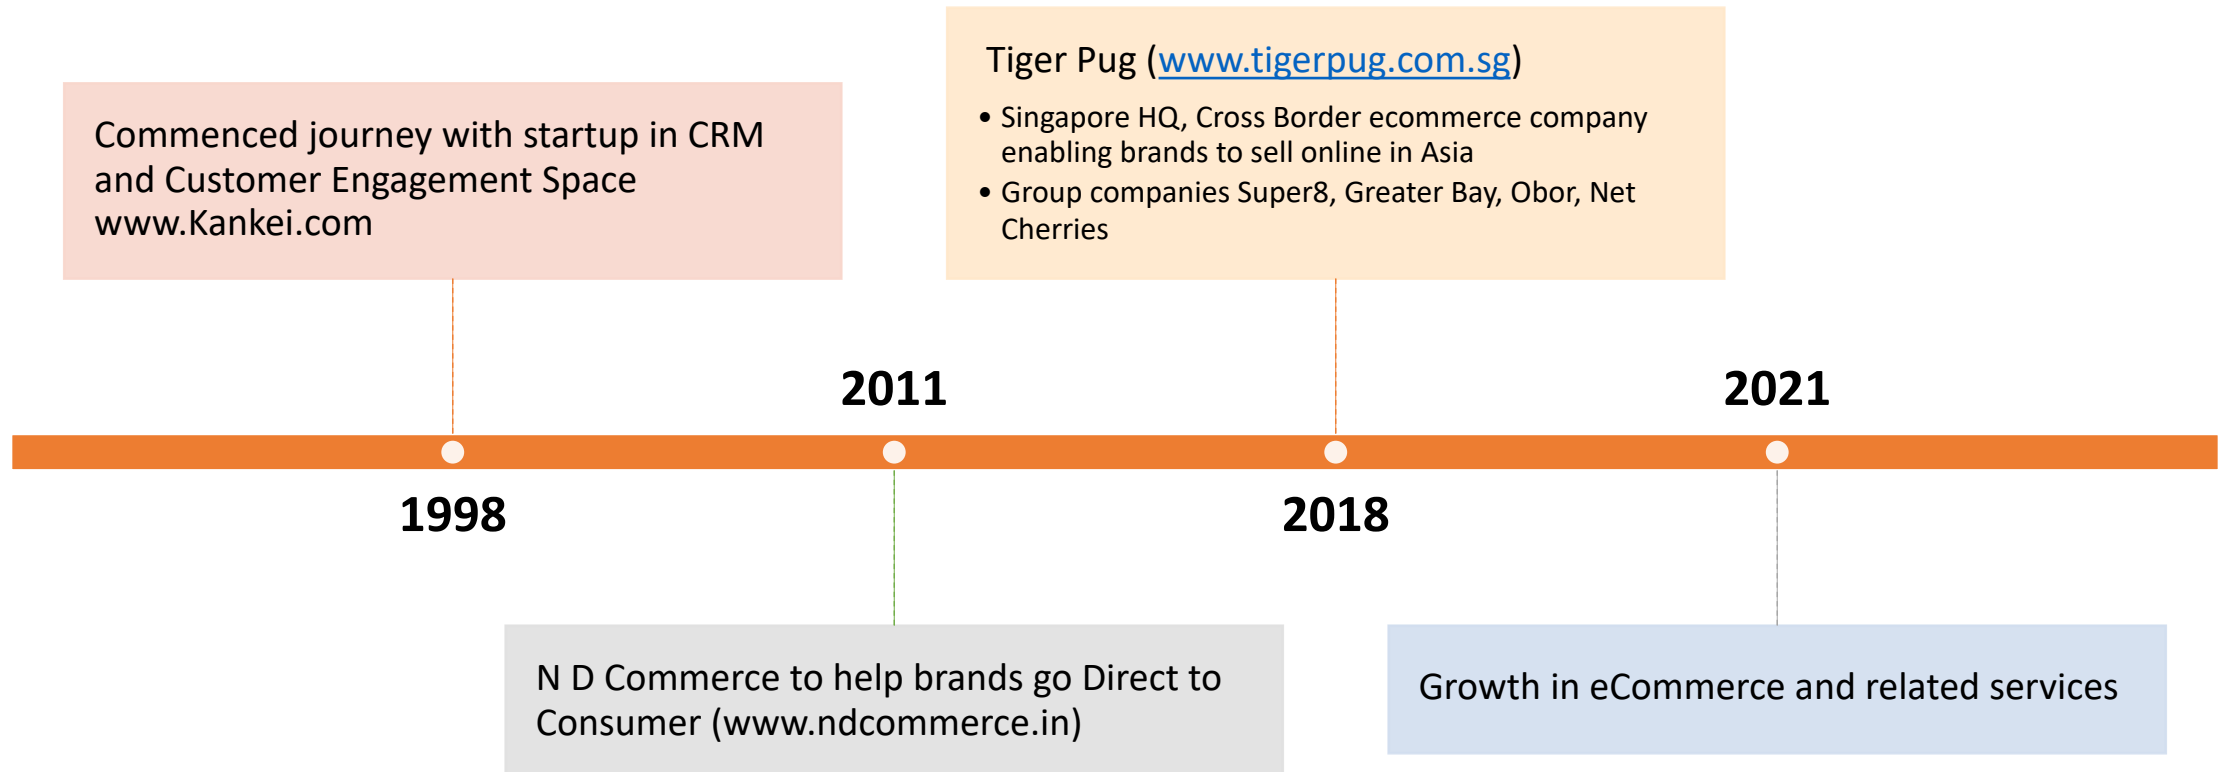 Commenced journey with startup in CRM
and Customer Engagement Space
www.Kankei.com
1998
2011
N D Commerce to help brands go Direct to
Consumer (www.ndcommerce.in)
Tiger Pug (www.tigerpug.com.sg)
• Singapore HQ, Cross Border ecommerce company
enabling brands to sell online in Asia
• Group companies Super8, Greater Bay, Obor, Net
Cherries
2018
2021
Growth in eCommerce and related services